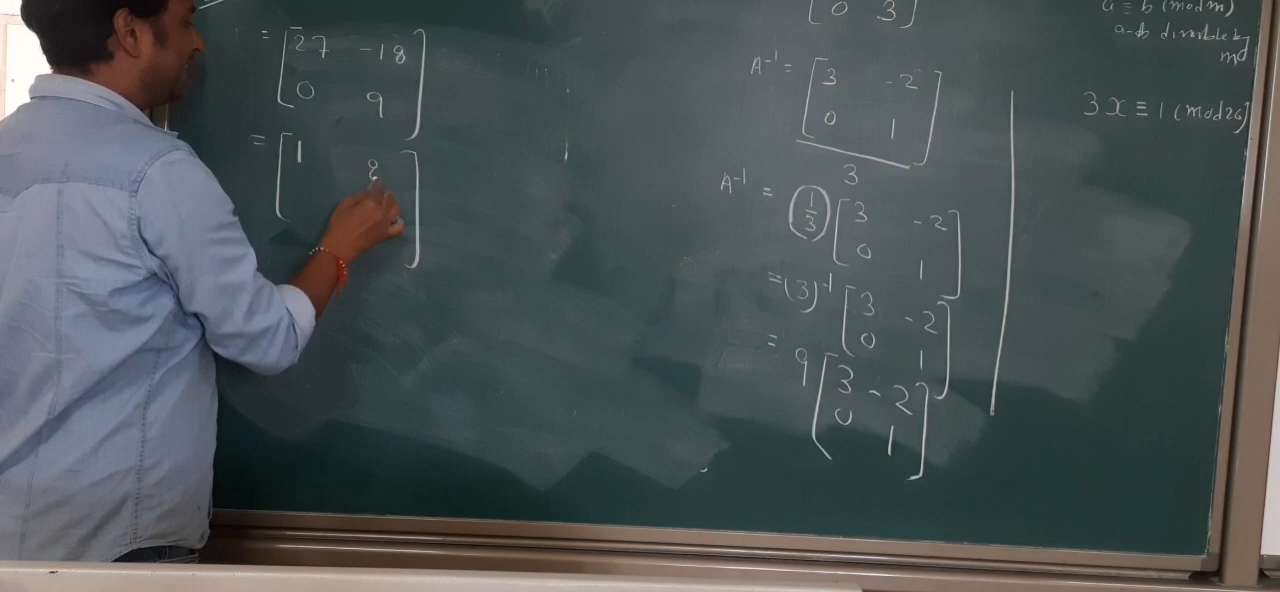 = [27 -18
0 9]
= [1 8
]
[0 3]
A⁻¹ = [3 -2
0 1]
3
A⁻¹ = 1/3 [3 -2
0 1]
= (3)⁻¹ [3 -2
0 1]
= 9 [3 -2
0 1]
a ≡ b (mod m)
a-b divisible by
m
3x ≡ 1 (mod 26)